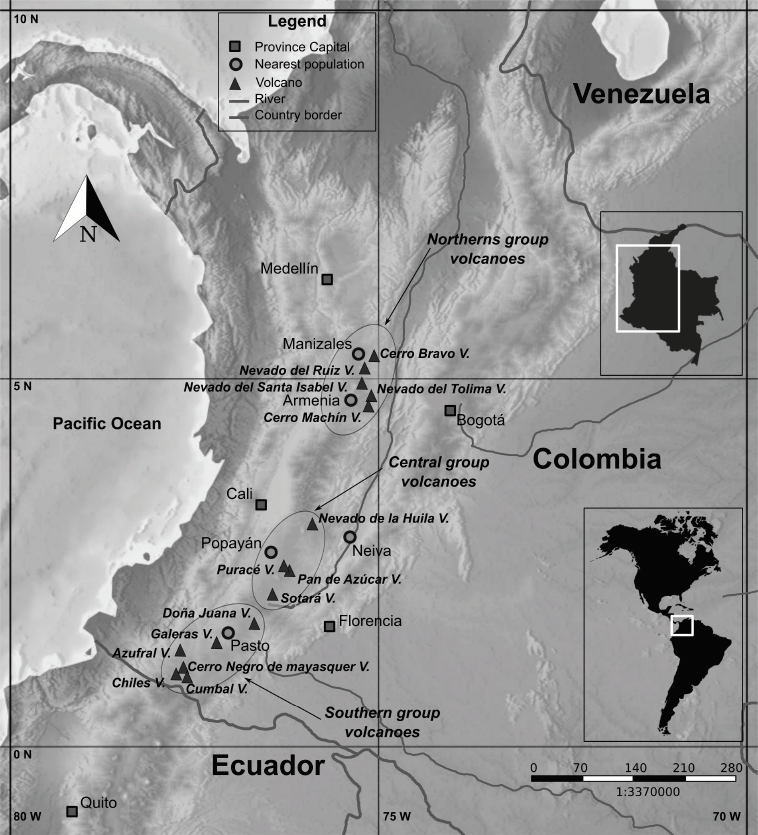 10 N
Legend
Province Capital
Nearest population
Volcano
River
Country border
Venezuela
N
Northerns group
volcanoes
Medellín
Manizales
Cerro Bravo V.
Nevado del Ruiz V.
5 N
Nevado del Santa Isabel V.
Nevado del Tolima V.
Armenia
Cerro Machín V.
Bogotá
Pacific Ocean
Colombia
Central group
volcanoes
Cali
Nevado de la Huila V.
Popayán
Neiva
Puracé V.
Pan de Azúcar V.
Sotará V.
Doña Juana V.
Florencia
Galeras V.
Pasto
Azufral V.
Cerro Negro de mayasquer V.
Chiles V.
Cumbal V.
Southern group
volcanoes
0 N
Ecuador
0 70 140 210 280
1:3370000
Quito
80 W
75 W
70 W